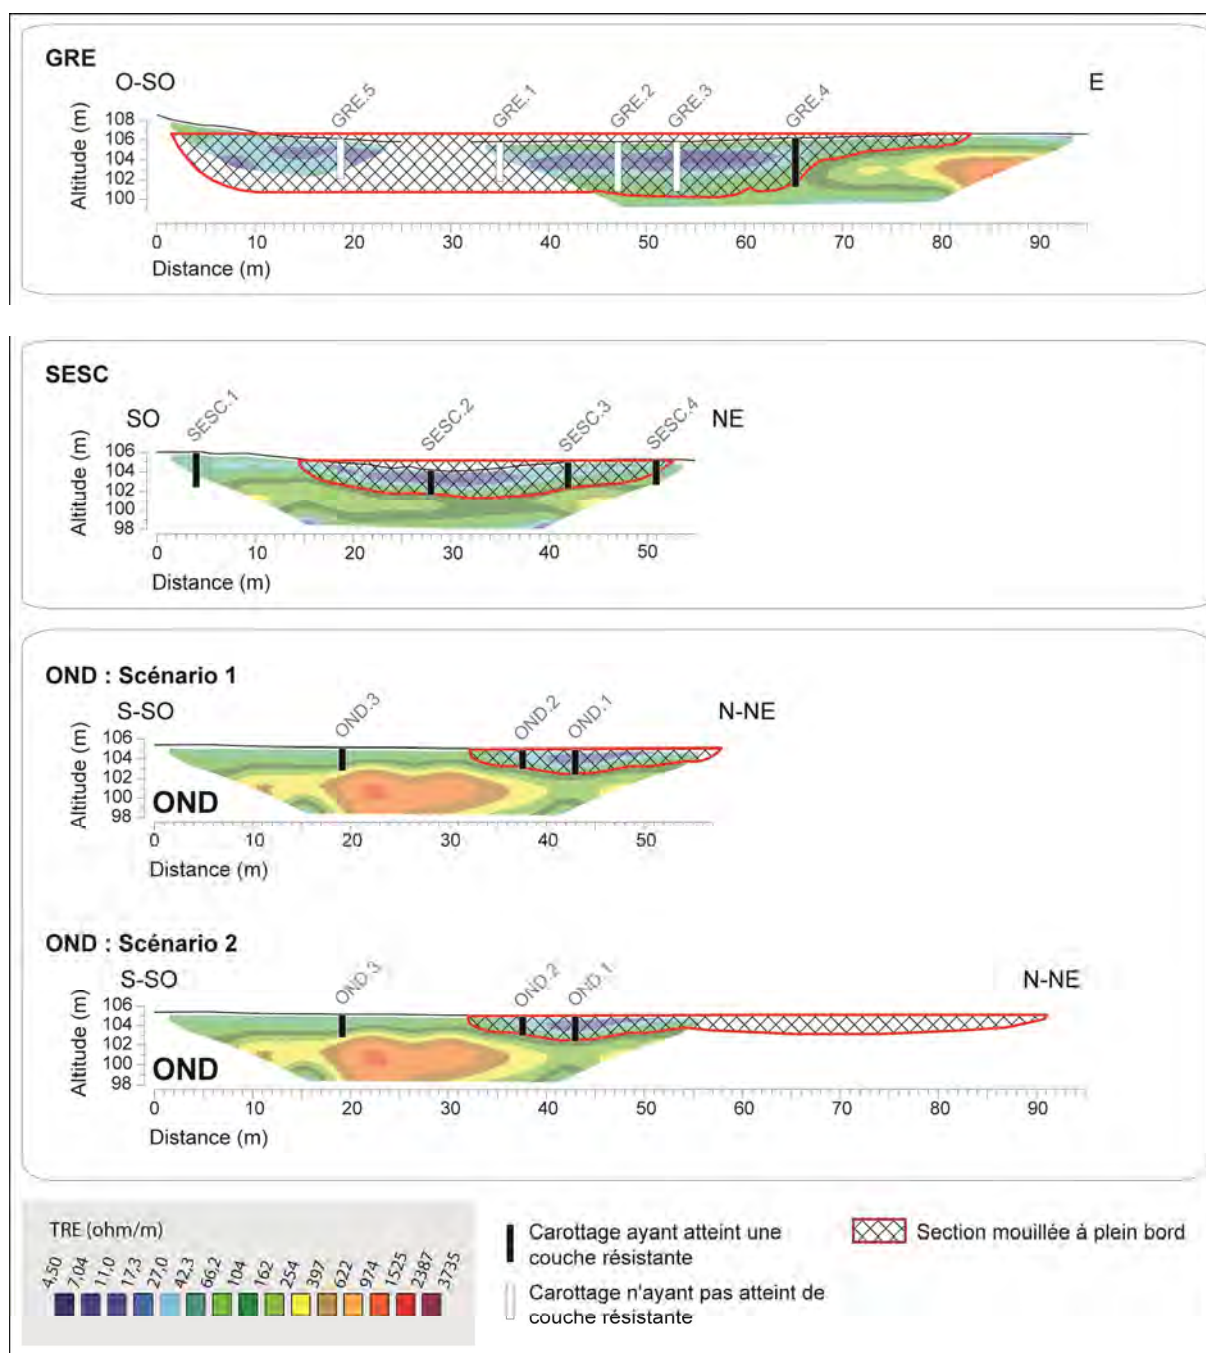 GRE
O-SO
E
GRE.5
GRE.1
GRE.2
GRE.3
GRE.4
Altitude (m)
108
106
104
102
100
0 10 20 30 40 50 60 70 80 90
Distance (m)
SESC
SO
NE
SESC.1
SESC.2
SESC.3
SESC.4
Altitude (m)
106
104
102
100
98
0 10 20 30 40 50
Distance (m)
OND : Scénario 1
S-SO
N-NE
OND.3
OND.2
OND.1
Altitude (m)
106
104
102
100
98
OND
0 10 20 30 40 50
Distance (m)
OND : Scénario 2
S-SO
N-NE
OND.3
OND.2
OND.1
Altitude (m)
106
104
102
100
98
OND
0 10 20 30 40 50 60 70 80 90
Distance (m)
TRE (ohm/m)
4,50 7,04 11,0 17,3 27,0 42,3 66,2 104 162 254 397 622 974 1525 2387 3735
Carottage ayant atteint une
couche résistante
Carottage n'ayant pas atteint de
couche résistante
Section mouillée à plein bord